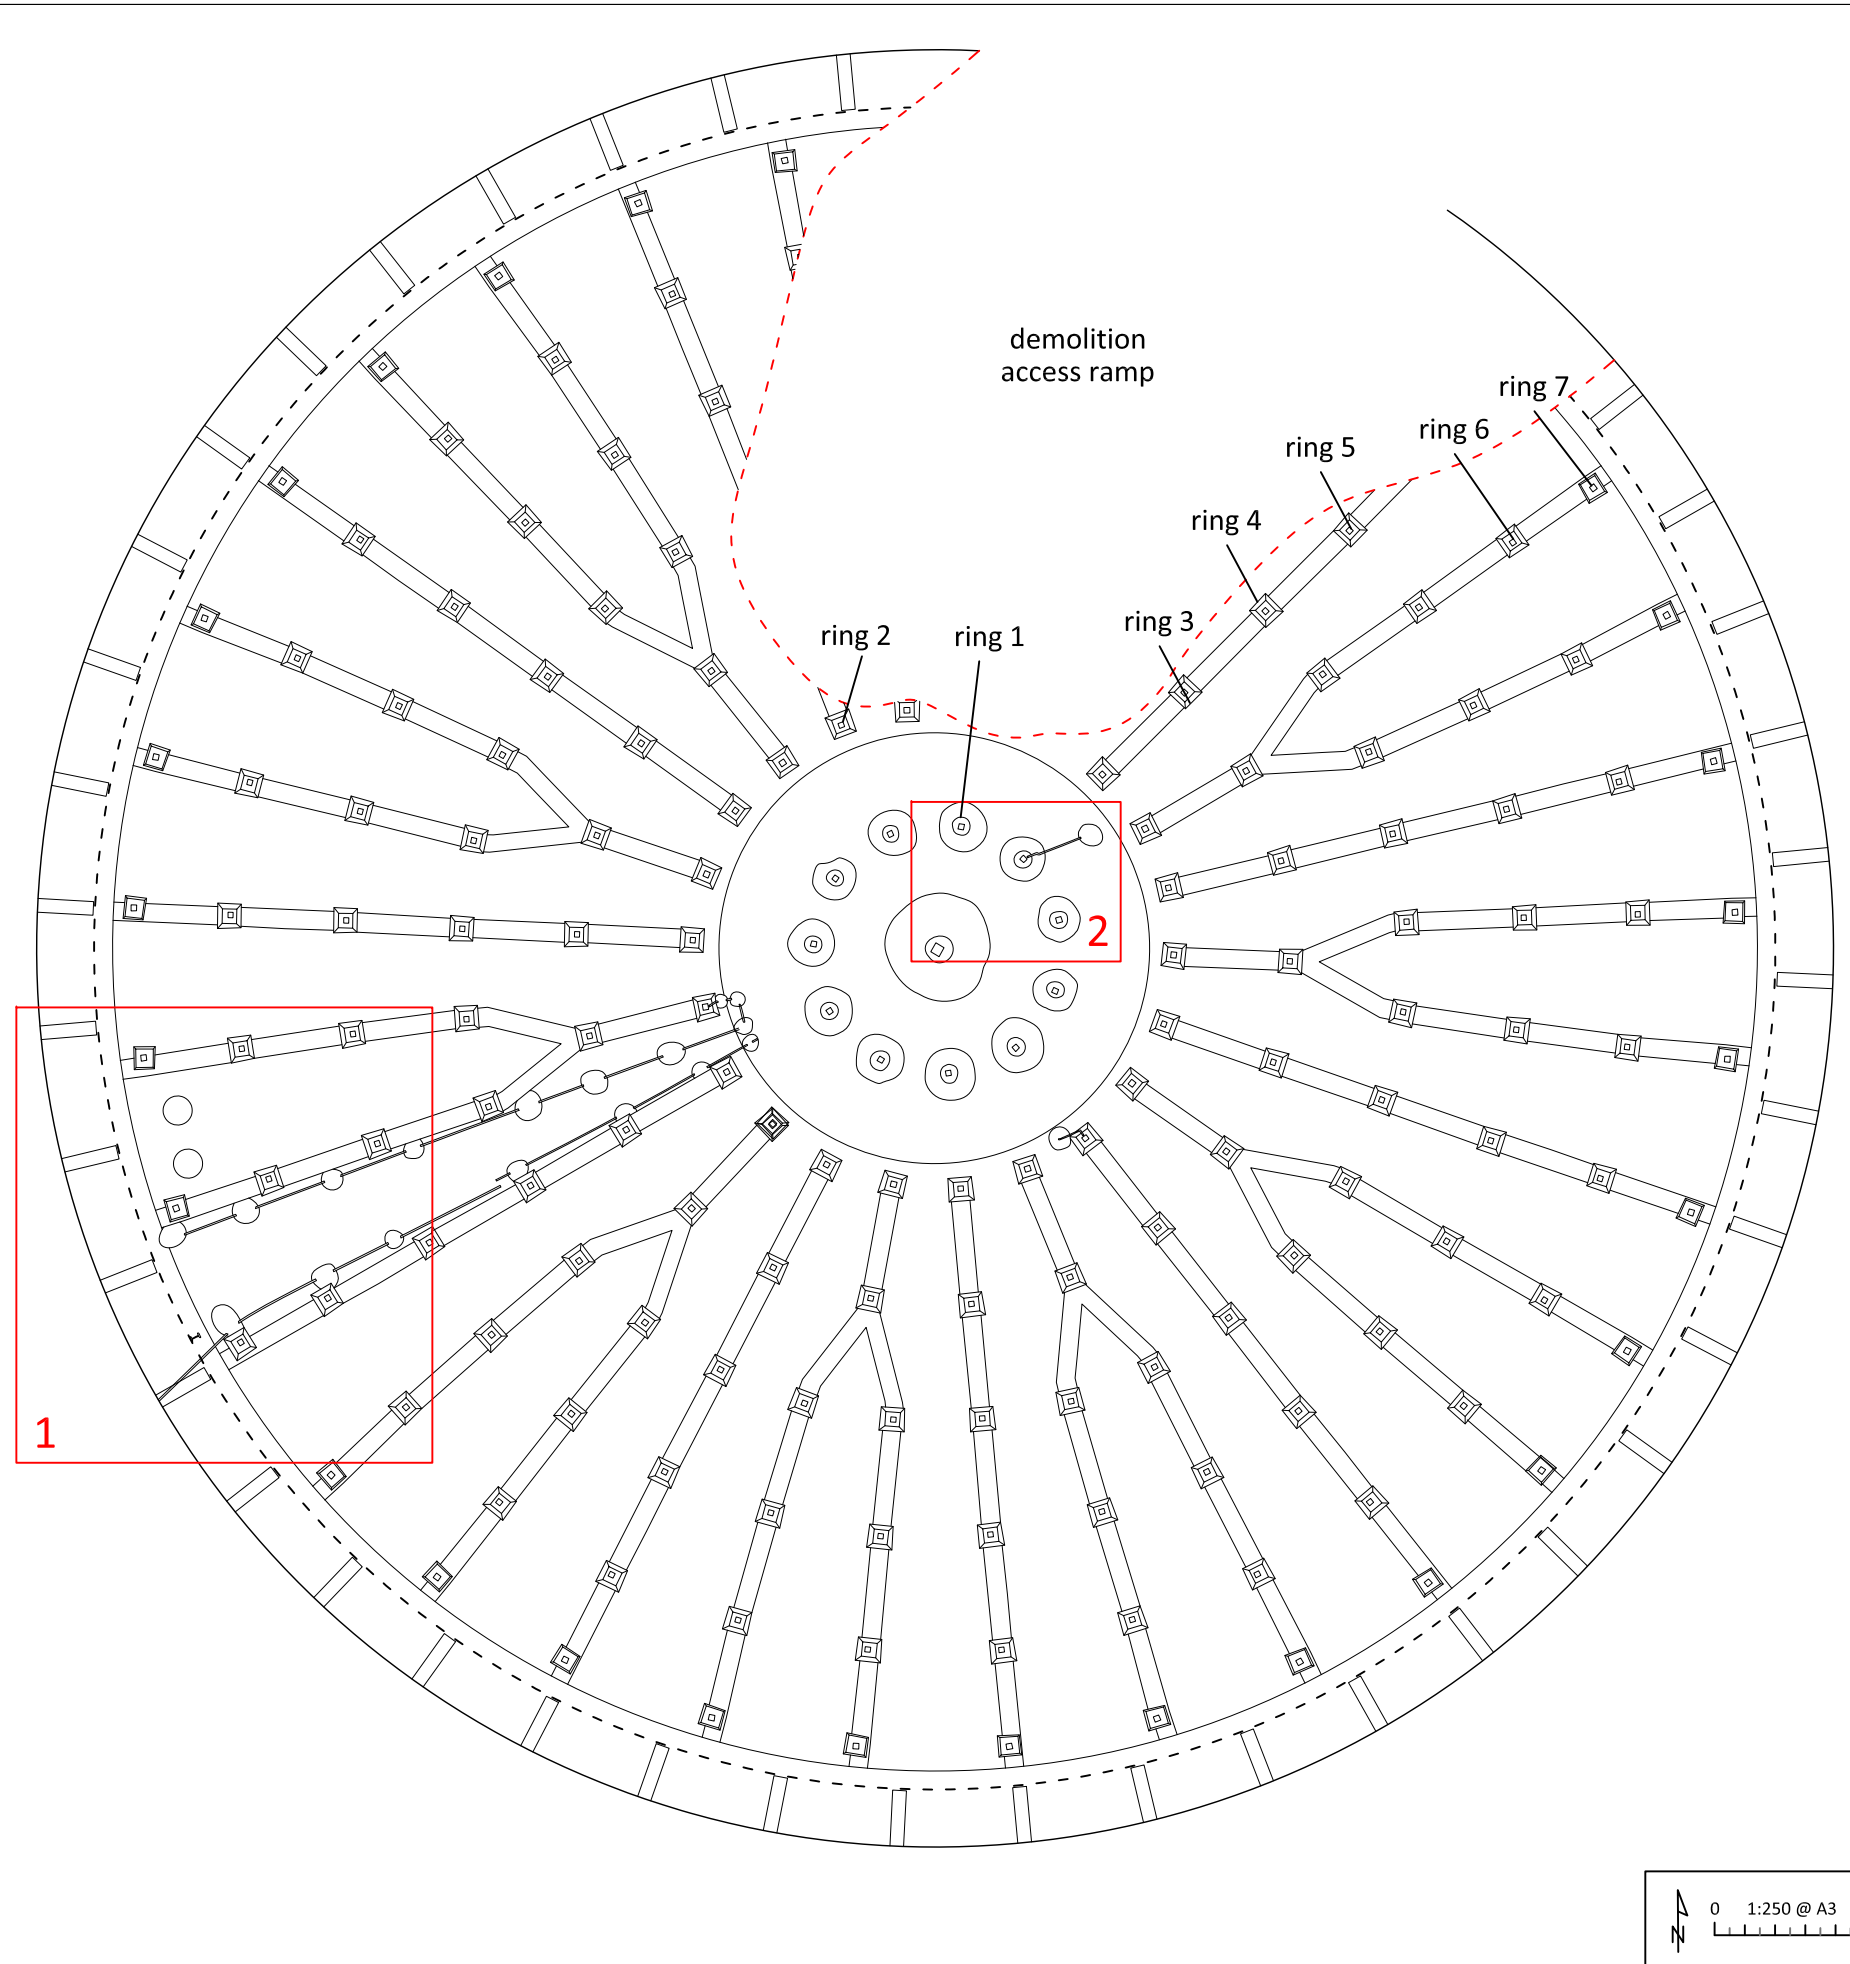 demolition
access ramp
ring 7
ring 6
ring 5
ring 4
ring 3
ring 2
ring 1
2
1
N
0 1:250 @ A3